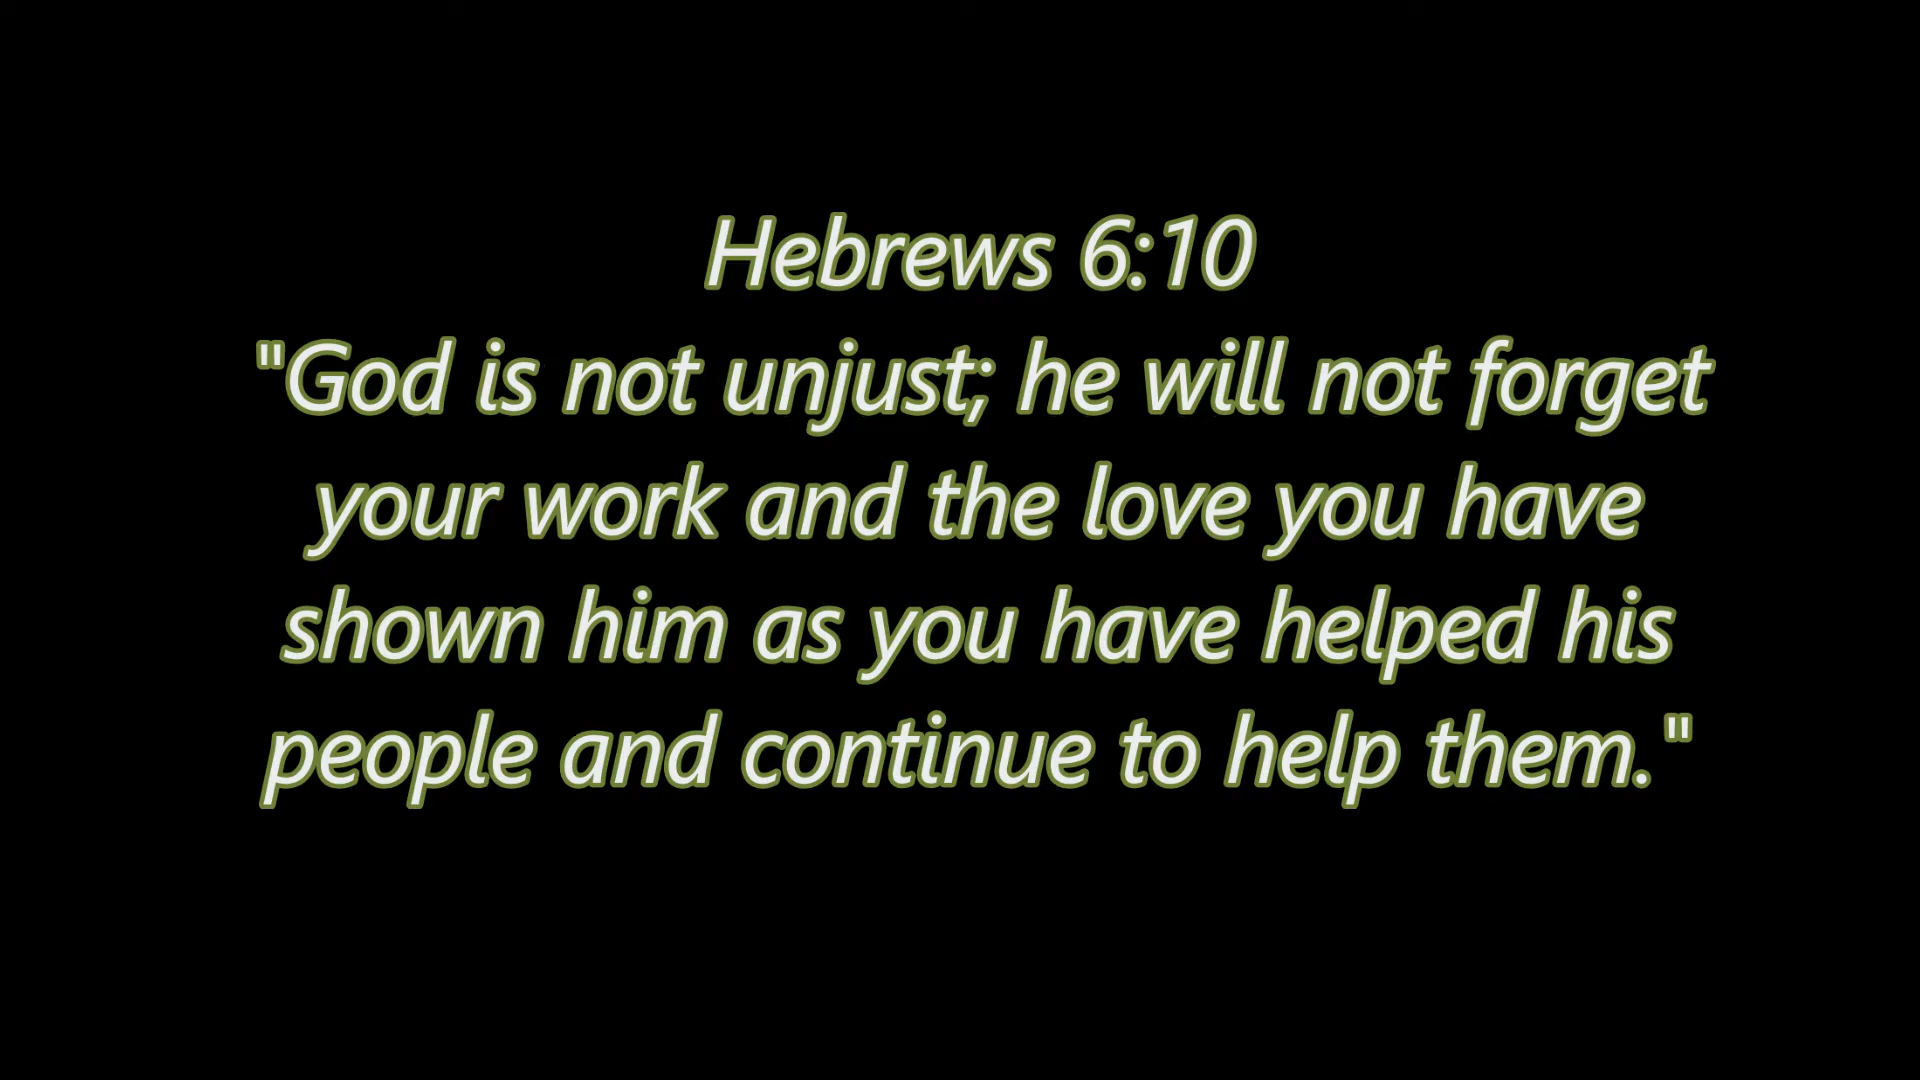 Hebrews 6:10
"God is not unjust; he will not forget
your work and the love you have
shown him as you have helped his
people and continue to help them."